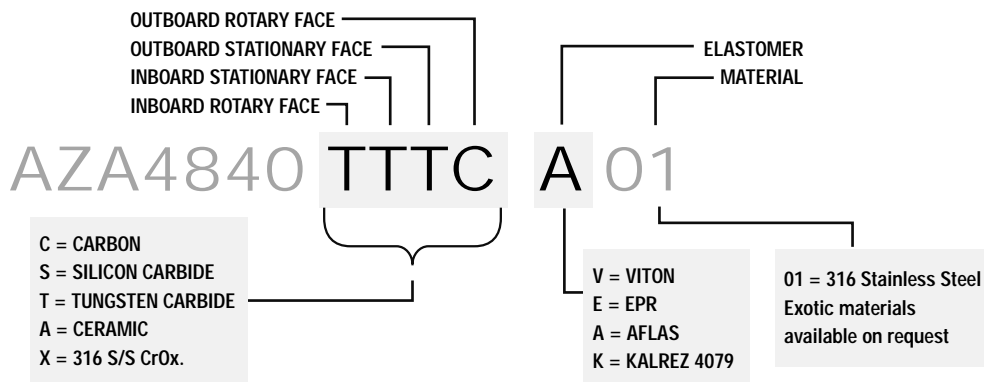 OUTBOARD ROTARY FACE
OUTBOARD STATIONARY FACE
INBOARD STATIONARY FACE
INBOARD ROTARY FACE
ELASTOMER
MATERIAL
AZA4840 TTTC A 01
C = CARBON
S = SILICON CARBIDE
T = TUNGSTEN CARBIDE
A = CERAMIC
X = 316 S/S CrOx.
V = VITON
E = EPR
A = AFLAS
K = KALREZ 4079
01 = 316 Stainless Steel
Exotic materials
available on request